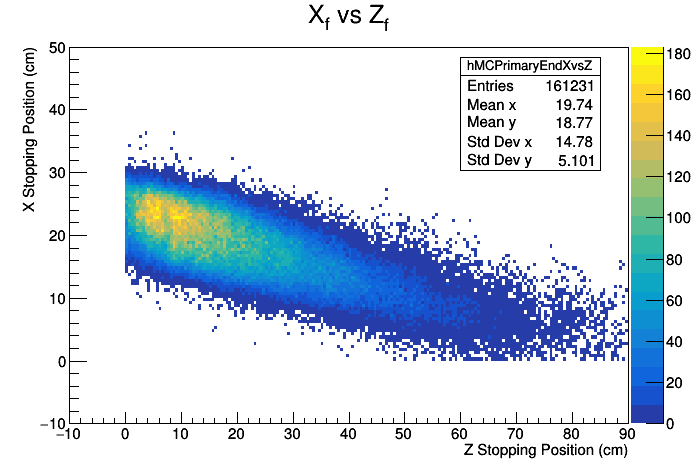 Xf vs Zf
hMCPrimaryEndXvsZ
Entries 161231
Mean x 19.74
Mean y 18.77
Std Dev x 14.78
Std Dev y 5.101
X Stopping Position (cm)
50
40
30
20
10
0
−10
−10 0 10 20 30 40 50 60 70 80 90
Z Stopping Position (cm)
180
160
140
120
100
80
60
40
20
0